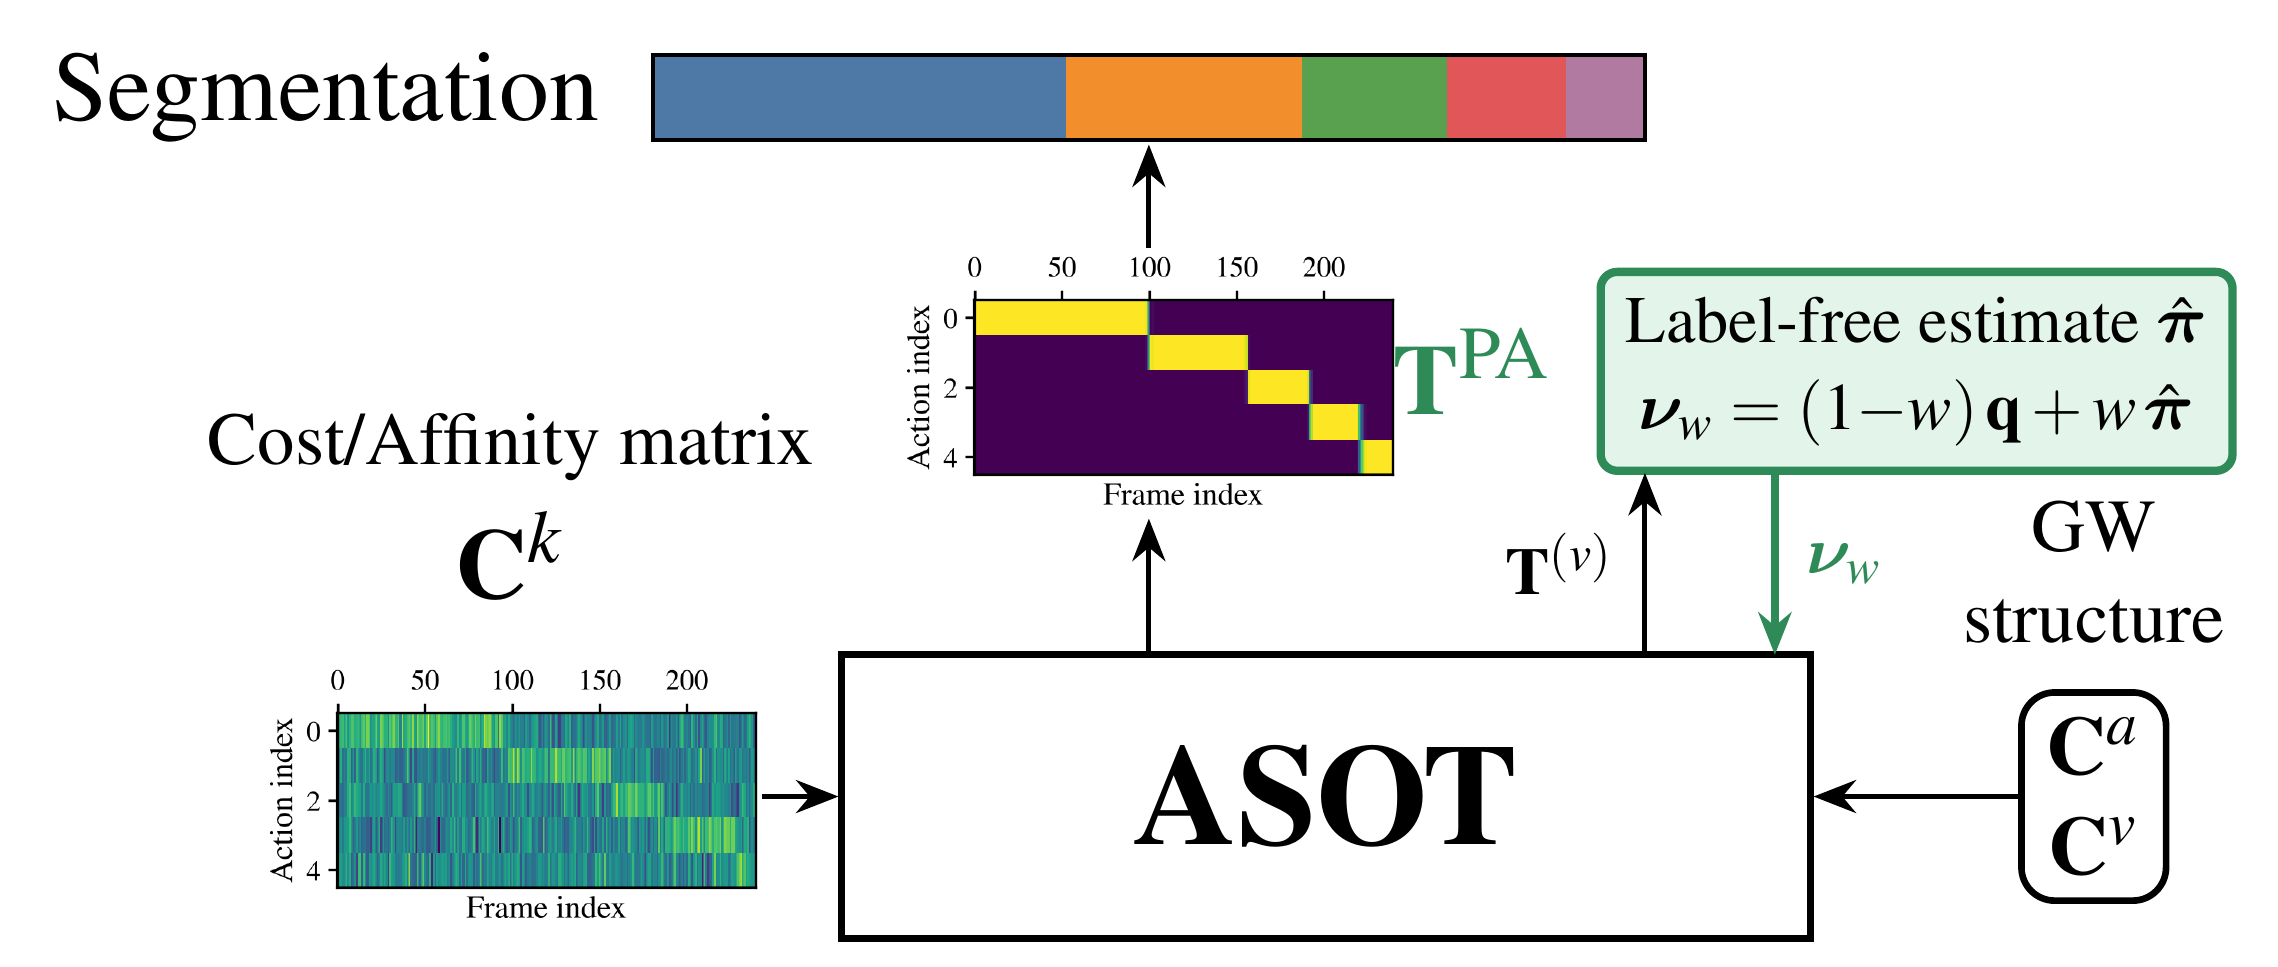 Segmentation
0 50 100 150 200
Action index
0
2
4
Frame index
𝐓^PA
Label-free estimate π̂
𝛎_w = (1−w) 𝐪 + w π̂
Cost/Affinity matrix
𝐂^k
𝐓^(v)
𝛎_w
GW
structure
0 50 100 150 200
Action index
0
2
4
Frame index
ASOT
𝐂^a
𝐂^v